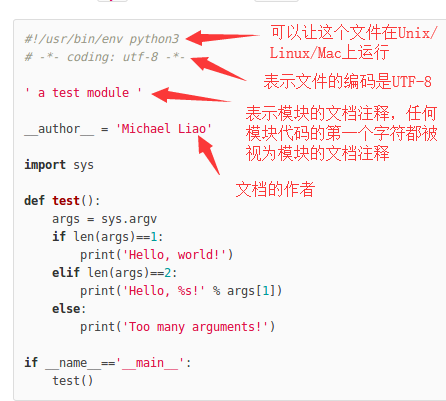 #!/usr/bin/env python3
可以让这个文件在Unix/
Linux/Mac上运行
# -*- coding: utf-8 -*-
表示文件的编码是UTF-8
' a test module '
表示模块的文档注释，任何
模块代码的第一个字符都被
视为模块的文档注释
__author__ = 'Michael Liao'
文档的作者
import sys
def test():
    args = sys.argv
    if len(args)==1:
        print('Hello, world!')
    elif len(args)==2:
        print('Hello, %s!' % args[1])
    else:
        print('Too many arguments!')
if __name__=='__main__':
    test()